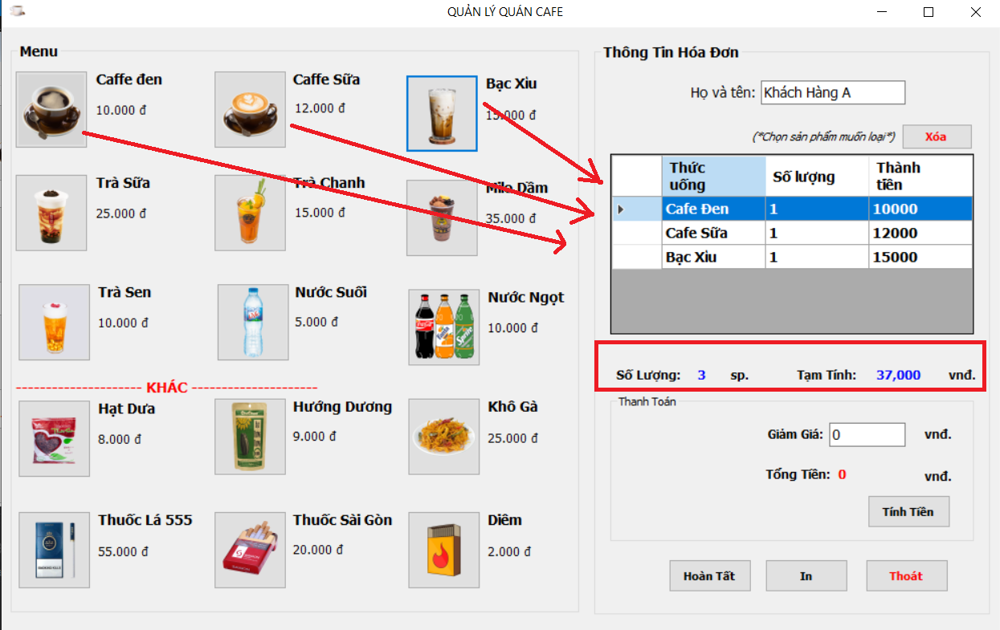 QUẢN LÝ QUÁN CAFE
Menu
Caffe đen
10.000 đ
Caffe Sữa
12.000 đ
Bạc Xỉu
15.000 đ
Trà Sữa
25.000 đ
Trà Chanh
15.000 đ
Milo Dầm
35.000 đ
Trà Sen
10.000 đ
Nước Suối
5.000 đ
Nước Ngọt
10.000 đ
--------------------- KHÁC ---------------------
Hạt Dưa
8.000 đ
Hướng Dương
9.000 đ
Khô Gà
25.000 đ
Thuốc Lá 555
55.000 đ
Thuốc Sài Gòn
20.000 đ
Diêm
2.000 đ
Thông Tin Hóa Đơn
Họ và tên: Khách Hàng A
(*Chọn sản phẩm muốn loại*) Xóa
Thức uống Số lượng Thành tiền
Cafe Đen 1 10000
Cafe Sữa 1 12000
Bạc Xỉu 1 15000
Số Lượng: 3 sp. Tạm Tính: 37,000 vnđ.
Thanh Toán
Giảm Giá: 0 vnđ.
Tổng Tiền: 0 vnđ.
Tính Tiền
Hoàn Tất In Thoát